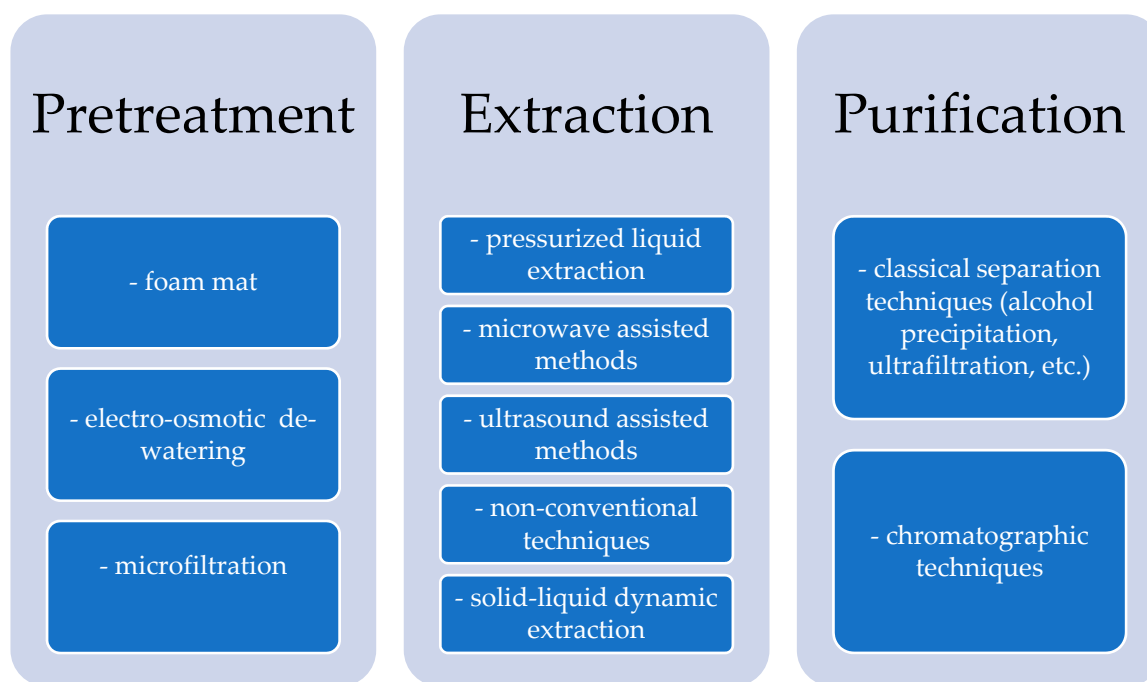 Pretreatment
- foam mat
- electro-osmotic de-
watering
- microfiltration
Extraction
- pressurized liquid
extraction
- microwave assisted
methods
- ultrasound assisted
methods
- non-conventional
techniques
- solid-liquid dynamic
extraction
Purification
- classical separation
techniques (alcohol
precipitation,
ultrafiltration, etc.)
- chromatographic
techniques